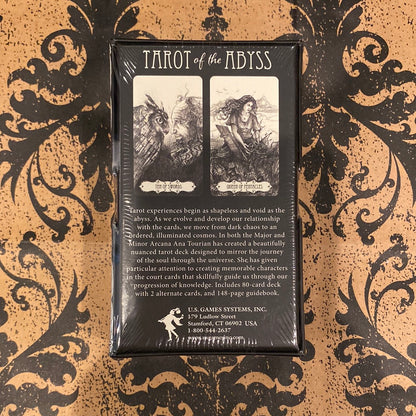 TAROT of the ABYSS
TEN OF SWORDS
QUEEN OF PENTACLES
Tarot experiences begin as shapeless and void as the
abyss. As we evolve and develop our relationship
with the cards, we move from dark chaos to an
ordered, illuminated cosmos. In both the Major and
Minor Arcana Ana Tourian has created a beautifully
nuanced tarot deck designed to mirror the journey
of the soul through the universe. She has given
particular attention to creating memorable characters
in the court cards that skillfully guide us through our
progression of knowledge. Includes 80-card deck
with 2 alternate cards, and 148-page guidebook.
U.S. GAMES SYSTEMS, INC.
179 Ludlow Street
Stamford, CT 06902 USA
1-800-544-2637